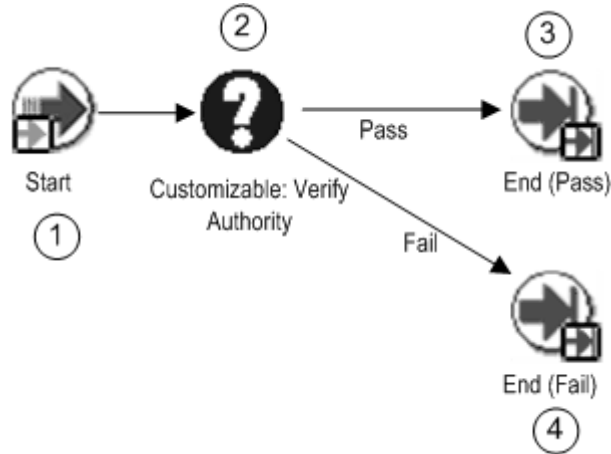 2
3
Start
Pass
End (Pass)
Customizable: Verify
Authority
1
Fail
End (Fail)
4